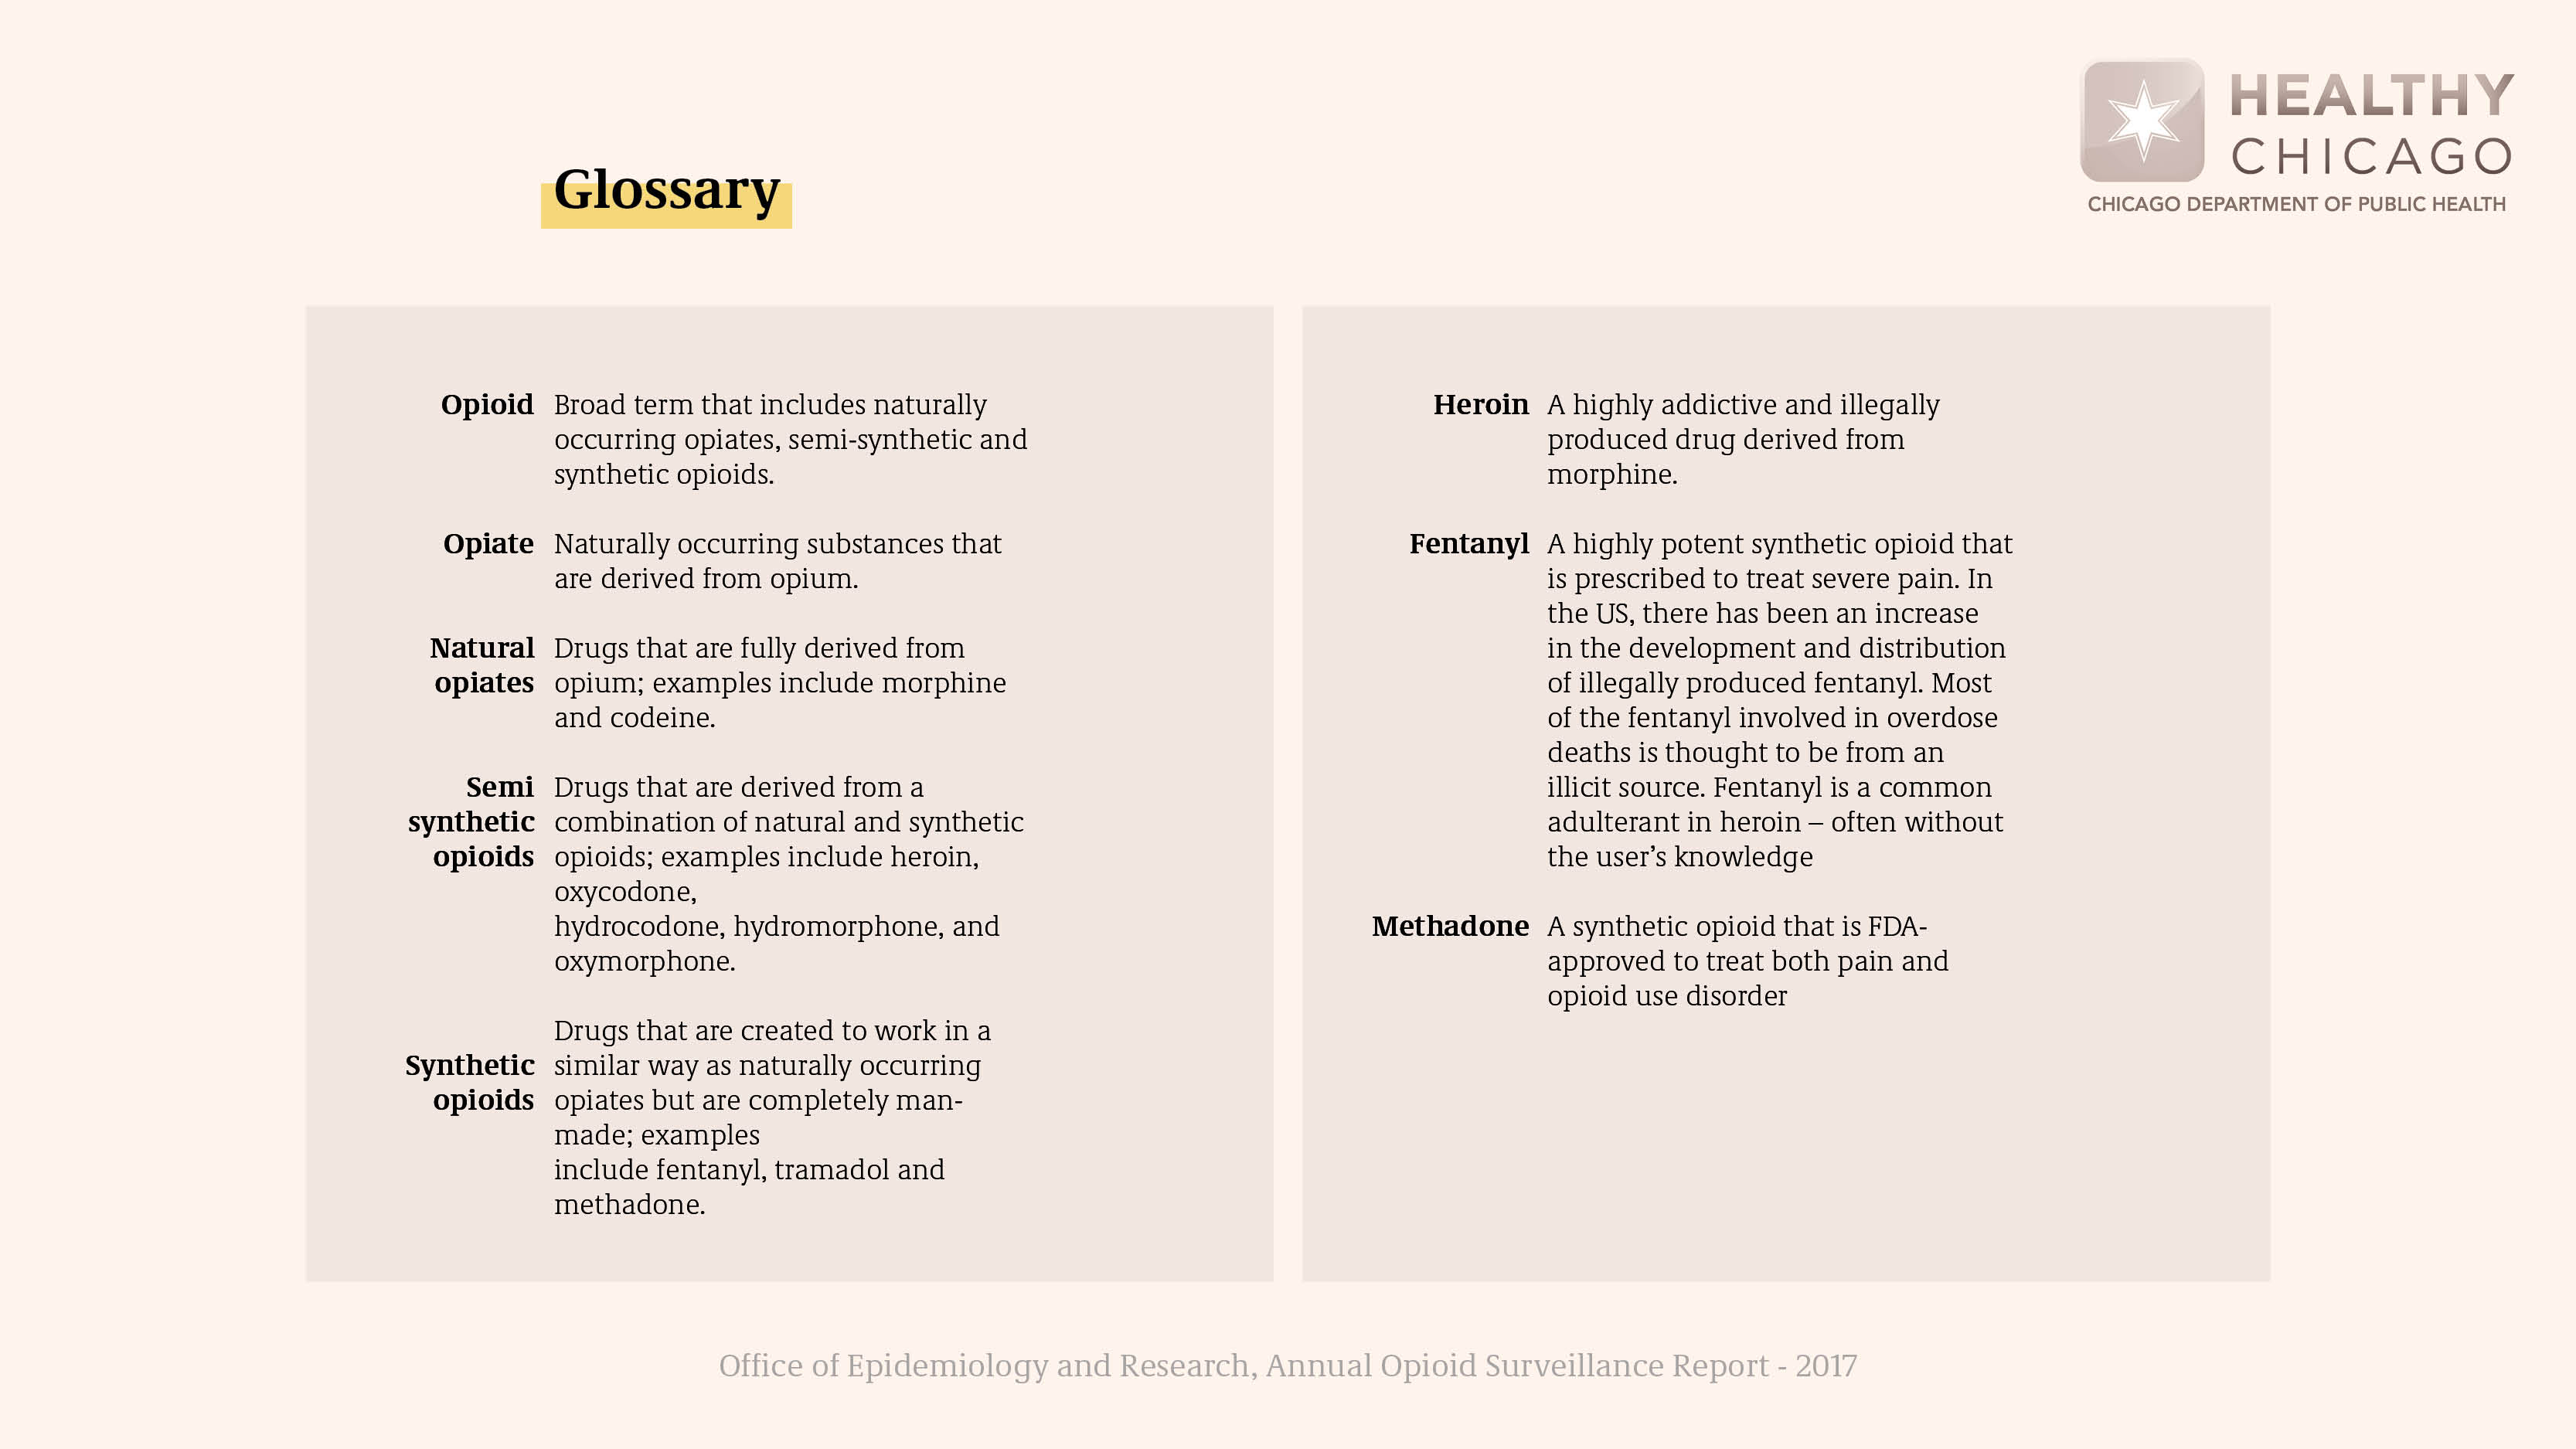 HEALTHY
CHICAGO
CHICAGO DEPARTMENT OF PUBLIC HEALTH
Glossary
Opioid Broad term that includes naturally
occurring opiates, semi-synthetic and
synthetic opioids.
Opiate Naturally occurring substances that
are derived from opium.
Natural Drugs that are fully derived from
opiates opium; examples include morphine
and codeine.
Semi Drugs that are derived from a
synthetic combination of natural and synthetic
opioids opioids; examples include heroin,
oxycodone,
hydrocodone, hydromorphone, and
oxymorphone.
Drugs that are created to work in a
Synthetic similar way as naturally occurring
opioids opiates but are completely man-
made; examples
include fentanyl, tramadol and
methadone.
Heroin A highly addictive and illegally
produced drug derived from
morphine.
Fentanyl A highly potent synthetic opioid that
is prescribed to treat severe pain. In
the US, there has been an increase
in the development and distribution
of illegally produced fentanyl. Most
of the fentanyl involved in overdose
deaths is thought to be from an
illicit source. Fentanyl is a common
adulterant in heroin – often without
the user’s knowledge
Methadone A synthetic opioid that is FDA-
approved to treat both pain and
opioid use disorder
Office of Epidemiology and Research, Annual Opioid Surveillance Report - 2017